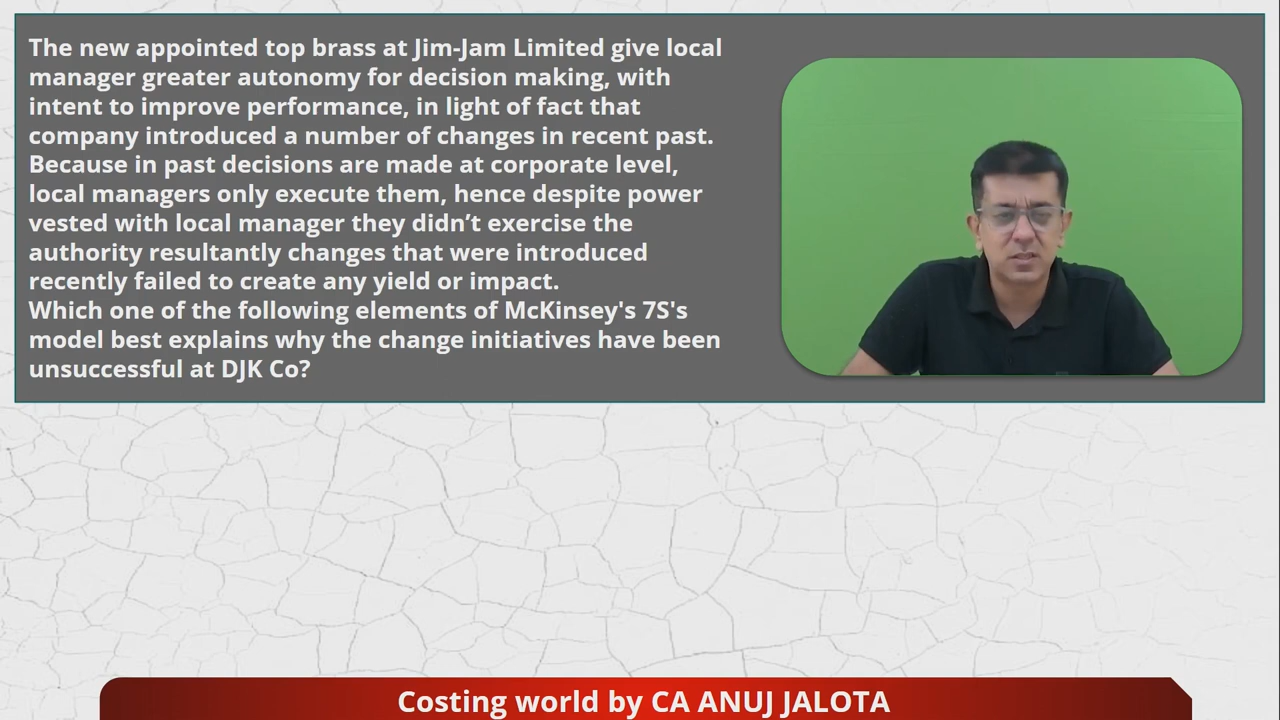 The new appointed top brass at Jim-Jam Limited give local
manager greater autonomy for decision making, with
intent to improve performance, in light of fact that
company introduced a number of changes in recent past.
Because in past decisions are made at corporate level,
local managers only execute them, hence despite power
vested with local manager they didn’t exercise the
authority resultantly changes that were introduced
recently failed to create any yield or impact.
Which one of the following elements of McKinsey's 7S's
model best explains why the change initiatives have been
unsuccessful at DJK Co?
Costing world by CA ANUJ JALOTA